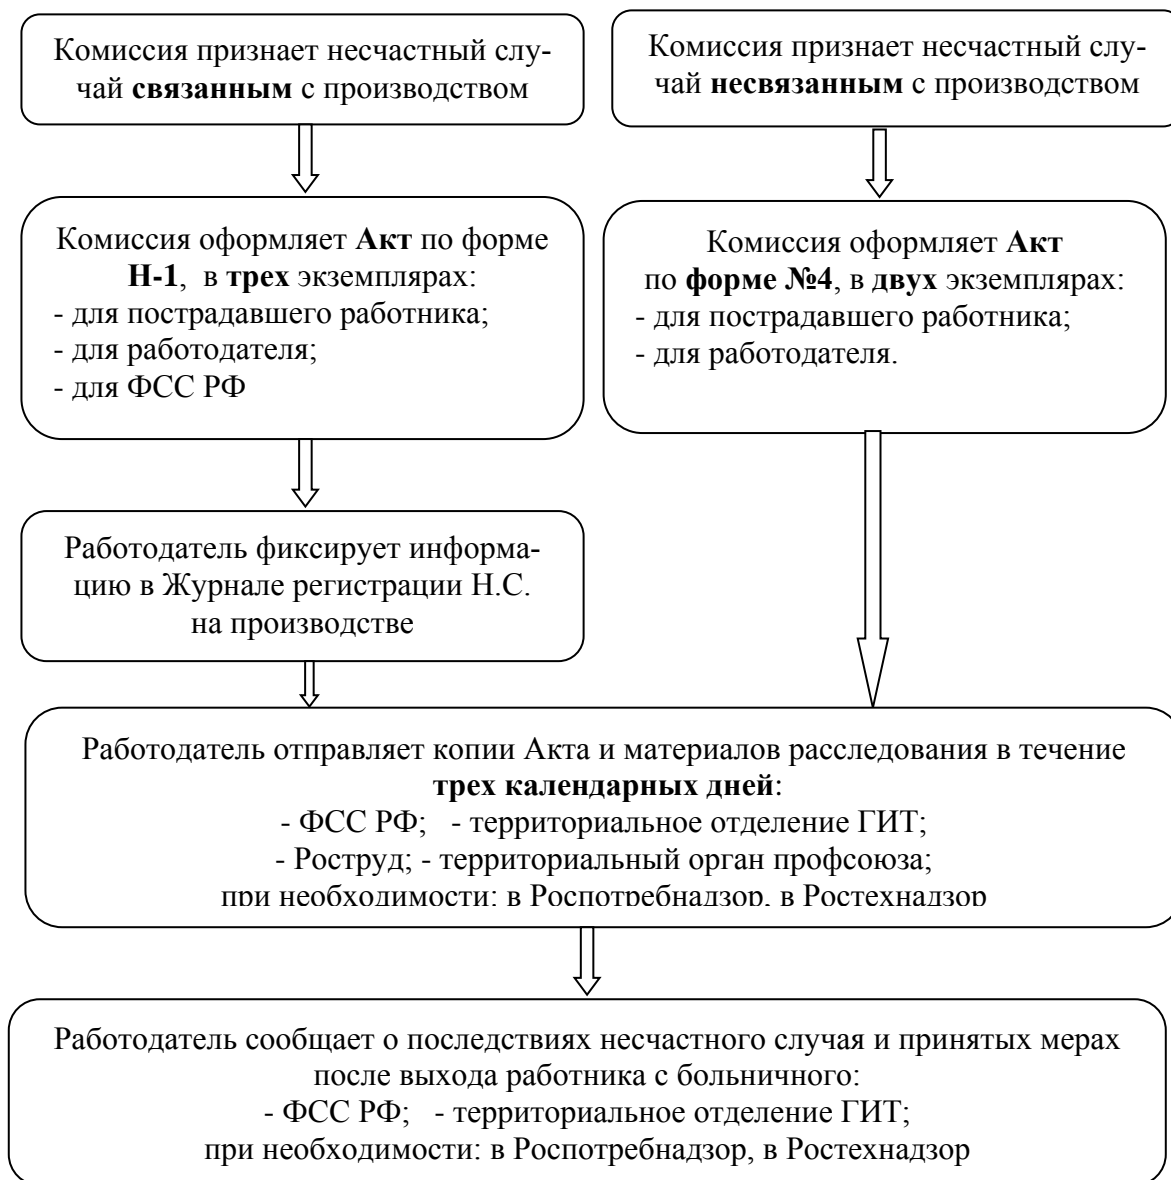 Комиссия признает несчастный слу-
чай связанным с производством
Комиссия признает несчастный слу-
чай несвязанным с производством
Комиссия оформляет Акт по форме
Н-1, в трех экземплярах:
- для пострадавшего работника;
- для работодателя;
- для ФСС РФ
Комиссия оформляет Акт
по форме №4, в двух экземплярах:
- для пострадавшего работника;
- для работодателя.
Работодатель фиксирует информа-
цию в Журнале регистрации Н.С.
на производстве
Работодатель отправляет копии Акта и материалов расследования в течение
трех календарных дней:
- ФСС РФ; - территориальное отделение ГИТ;
- Роструд; - территориальный орган профсоюза;
при необходимости: в Роспотребнадзор, в Ростехнадзор
Работодатель сообщает о последствиях несчастного случая и принятых мерах
после выхода работника с больничного:
- ФСС РФ; - территориальное отделение ГИТ;
при необходимости: в Роспотребнадзор, в Ростехнадзор